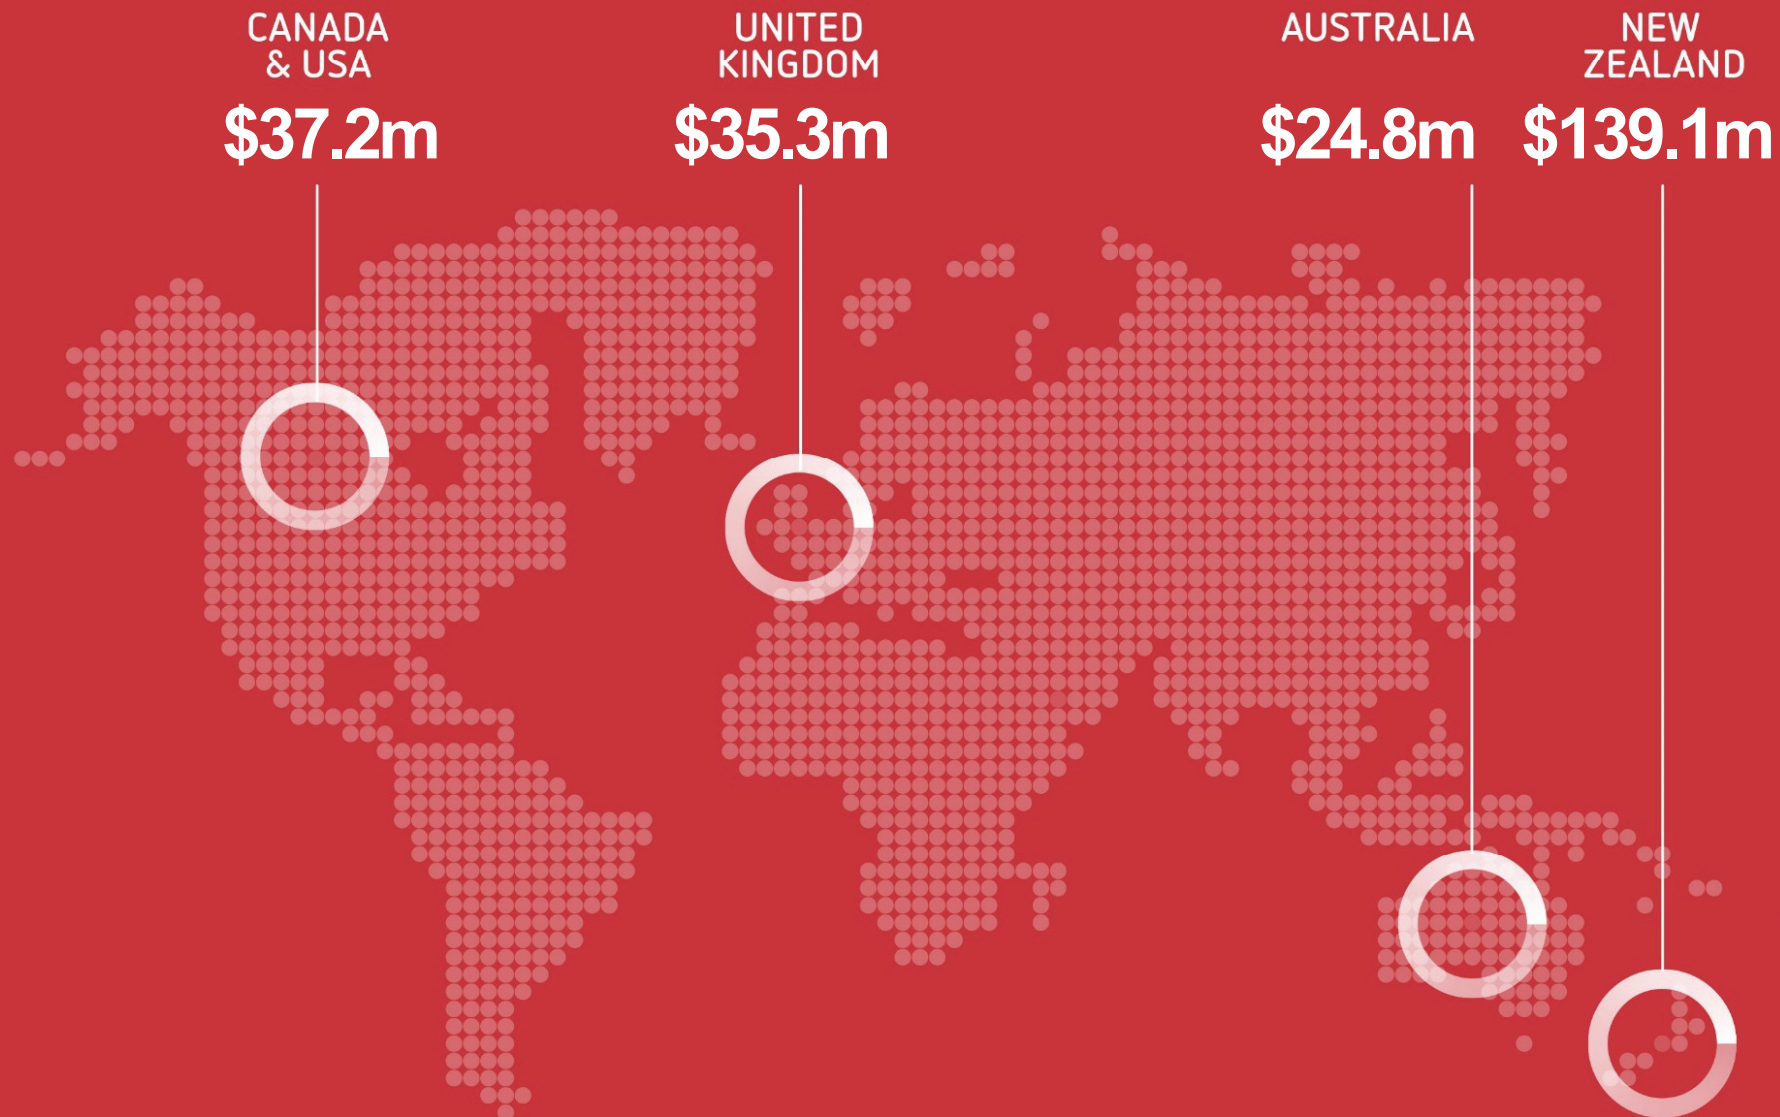 CANADA
& USA
$37.2m
UNITED
KINGDOM
$35.3m
AUSTRALIA
$24.8m
NEW
ZEALAND
$139.1m